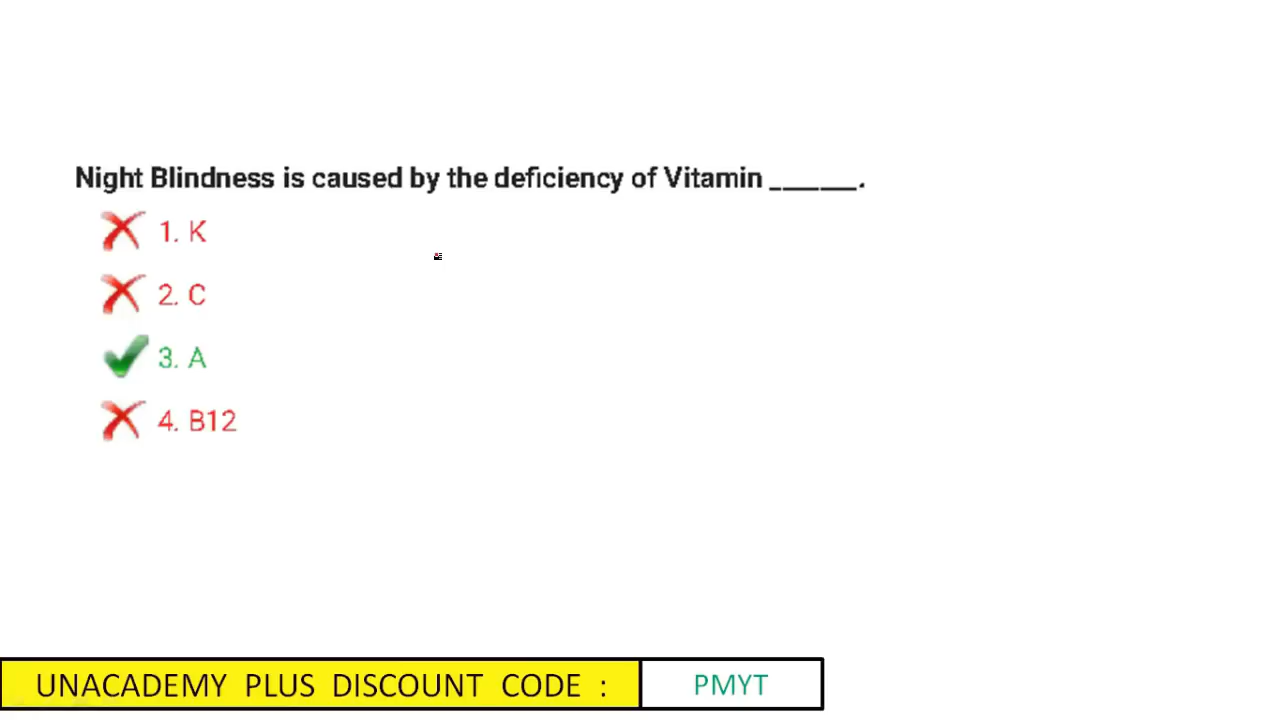 Night Blindness is caused by the deficiency of Vitamin ______.
1. K
2. C
3. A
4. B12
UNACADEMY PLUS DISCOUNT CODE : PMYT